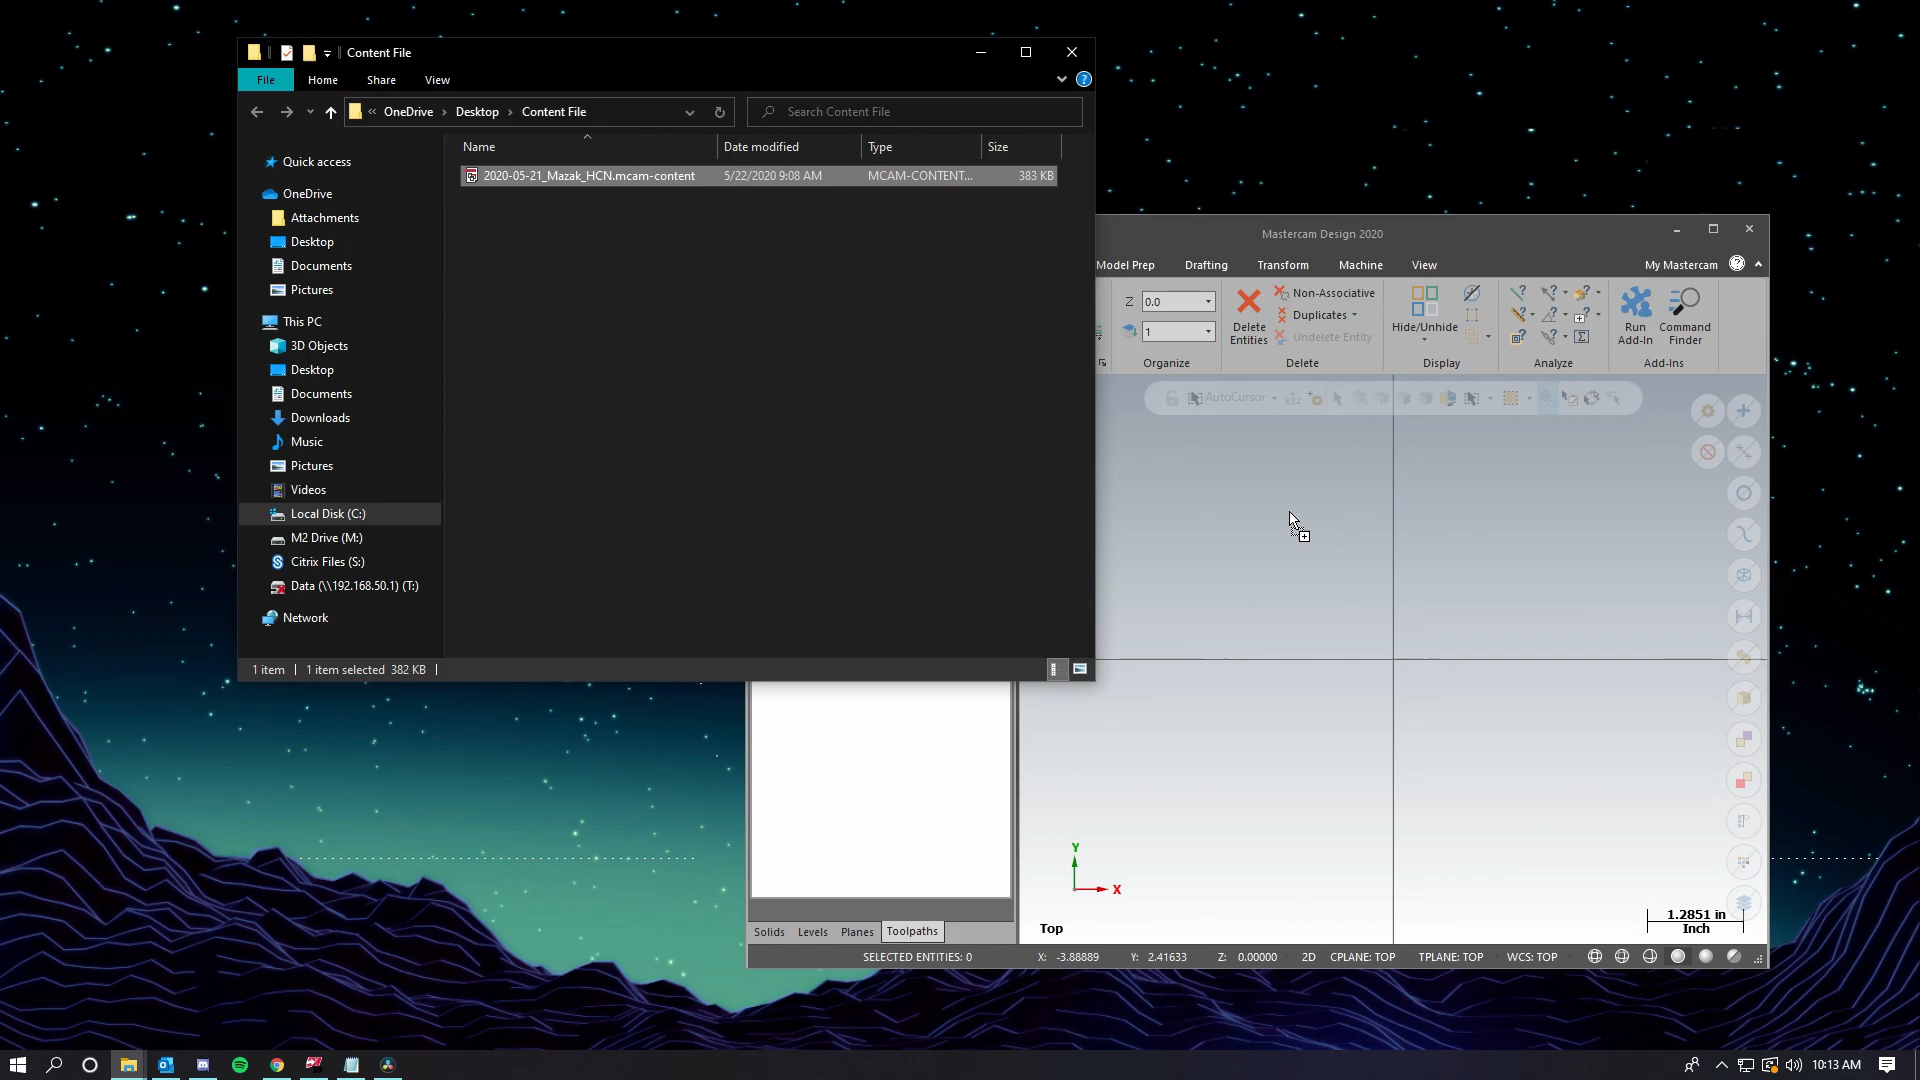 Content File
File
Home
Share
View
OneDrive
Desktop
Content File
Search Content File
Name
Date modified
Type
Size
2020-05-21_Mazak_HCN.mcam-content
5/22/2020 9:08 AM
MCAM-CONTENT...
383 KB
Quick access
OneDrive
Attachments
Desktop
Documents
Pictures
This PC
3D Objects
Desktop
Documents
Downloads
Music
Pictures
Videos
Local Disk (C:)
M2 Drive (M:)
Citrix Files (S:)
Data (\\192.168.50.1) (T:)
Network
1 item
1 item selected 382 KB
Mastercam Design 2020
Model Prep
Drafting
Transform
Machine
View
My Mastercam
Z
0.0
1
Organize
Delete
Entities
Non-Associative
Duplicates
Undelete Entity
Delete
Hide/Unhide
Display
Analyze
Run
Add-In
Command
Finder
Add-Ins
AutoCursor
Y
X
Top
1.2851 in
Inch
Solids
Levels
Planes
Toolpaths
SELECTED ENTITIES: 0
X: -3.88889
Y: 2.41633
Z: 0.00000
2D
CPLANE: TOP
TPLANE: TOP
WCS: TOP
10:13 AM